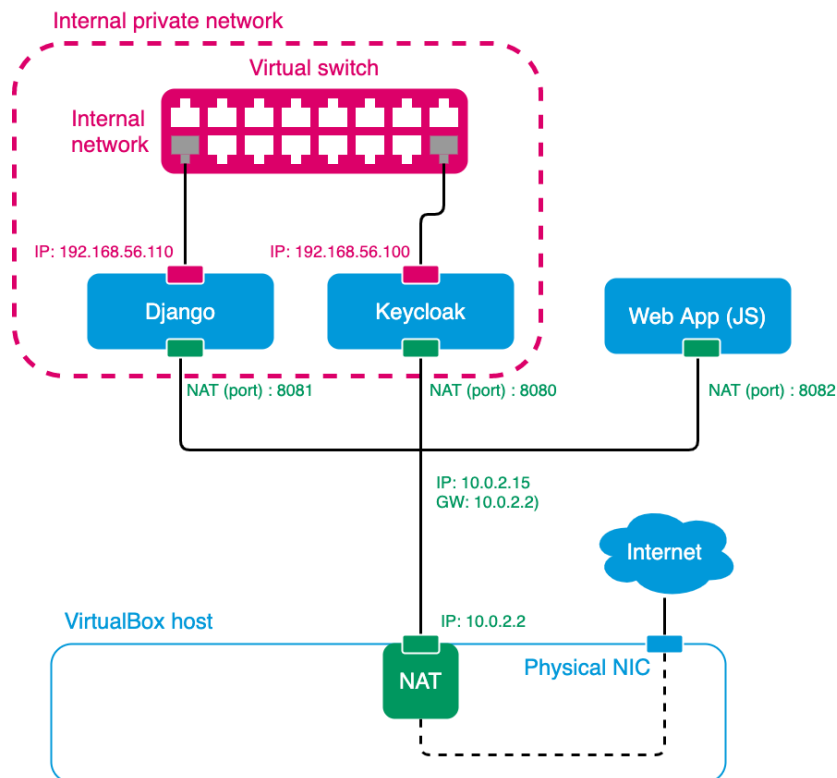 Internal private network
Virtual switch
Internal
network
IP: 192.168.56.110
IP: 192.168.56.100
Django
Keycloak
Web App (JS)
NAT (port) : 8081
NAT (port) : 8080
NAT (port) : 8082
IP: 10.0.2.15
GW: 10.0.2.2)
Internet
VirtualBox host
IP: 10.0.2.2
Physical NIC
NAT